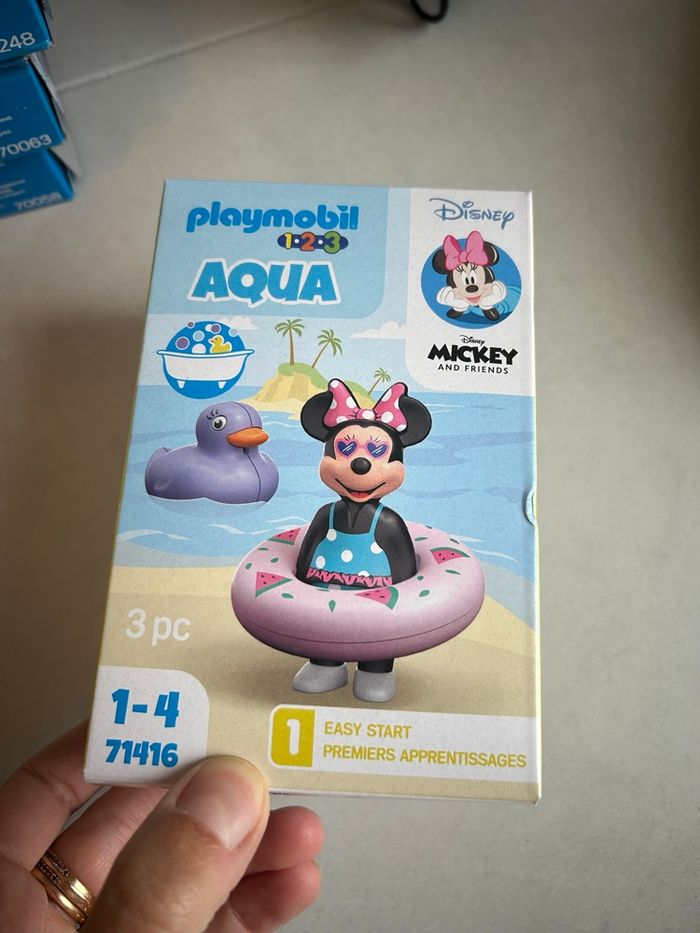 248
70063
70058
playmobil
1·2·3
AQUA
Disney
Disney
MICKEY
AND FRIENDS
3 pc
1-4
71416
1
EASY START
PREMIERS APPRENTISSAGES